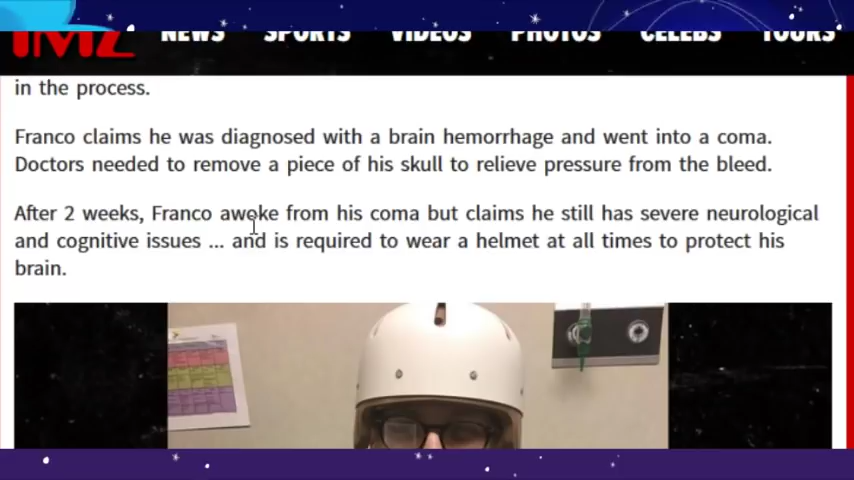 TMZ NEWS SPORTS VIDEOS PHOTOS CELEBS TOURS
in the process.
Franco claims he was diagnosed with a brain hemorrhage and went into a coma.
Doctors needed to remove a piece of his skull to relieve pressure from the bleed.
After 2 weeks, Franco awoke from his coma but claims he still has severe neurological
and cognitive issues ... and is required to wear a helmet at all times to protect his
brain.